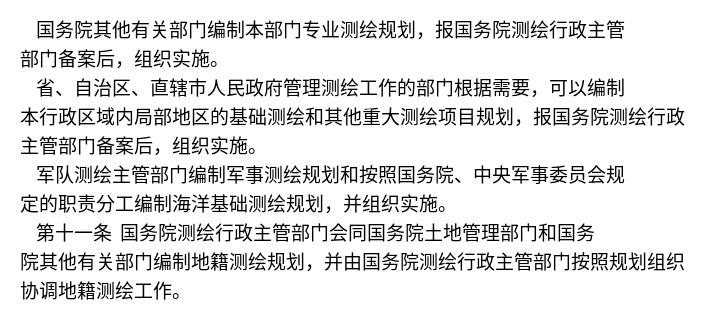 国务院其他有关部门编制本部门专业测绘规划，报国务院测绘行政主管
部门备案后，组织实施。
省、自治区、直辖市人民政府管理测绘工作的部门根据需要，可以编制
本行政区域内局部地区的基础测绘和其他重大测绘项目规划，报国务院测绘行政
主管部门备案后，组织实施。
军队测绘主管部门编制军事测绘规划和按照国务院、中央军事委员会规
定的职责分工编制海洋基础测绘规划，并组织实施。
第十一条 国务院测绘行政主管部门会同国务院土地管理部门和国务
院其他有关部门编制地籍测绘规划，并由国务院测绘行政主管部门按照规划组织
协调地籍测绘工作。